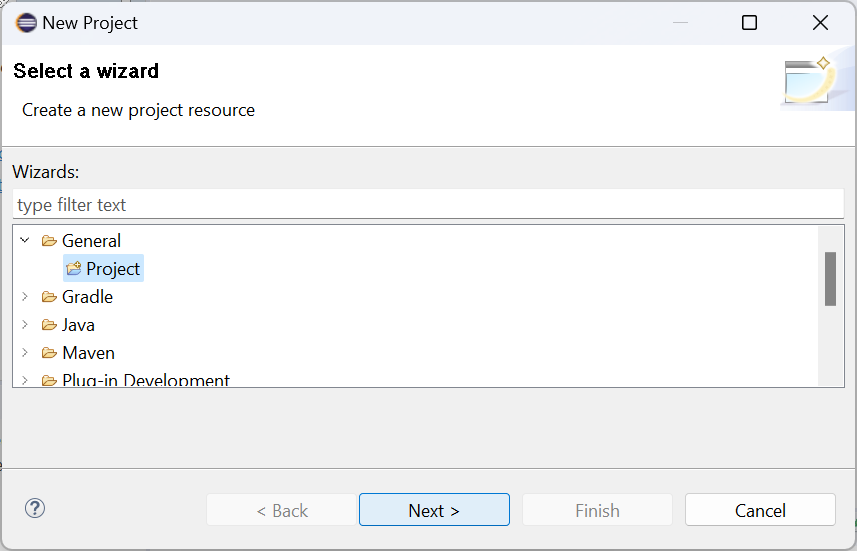 New Project
Select a wizard
Create a new project resource
Wizards:
type filter text
General
Project
Gradle
Java
Maven
Plug-in Development
?
< Back Next > Finish Cancel